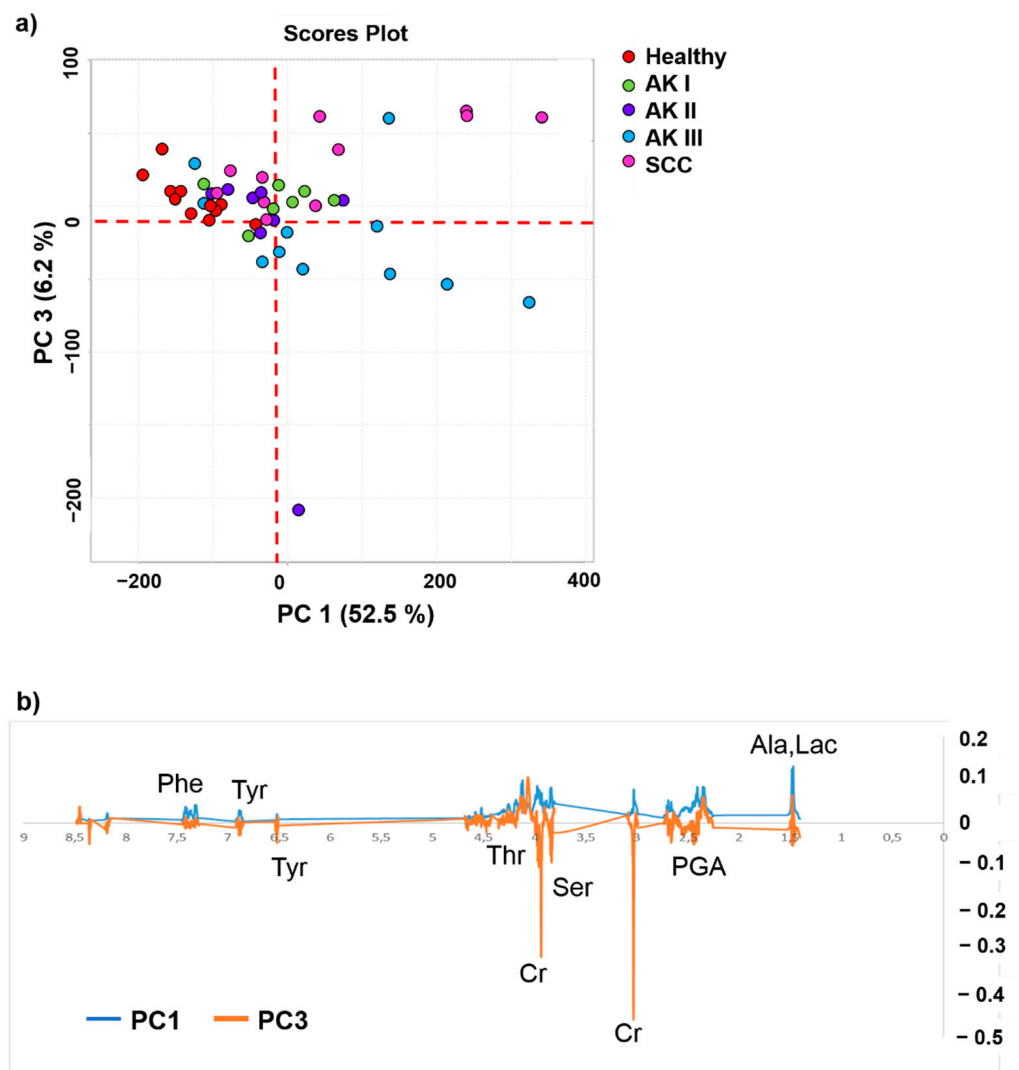 a)
Scores Plot
Healthy
AK I
AK II
AK III
SCC
100
0
−100
−200
PC 3 (6.2 %)
−200 0 200 400
PC 1 (52.5 %)
b)
0.2
Ala,Lac
0.1
Phe
Tyr
0
9 8,5 8 7,5 7 6,5 6 5,5 5 4,5 4 3,5 3 2,5 2 1,5 1 0,5 0
Tyr
Thr
PGA
− 0.1
Ser
− 0.2
− 0.3
Cr
− 0.4
PC1 PC3
Cr
− 0.5